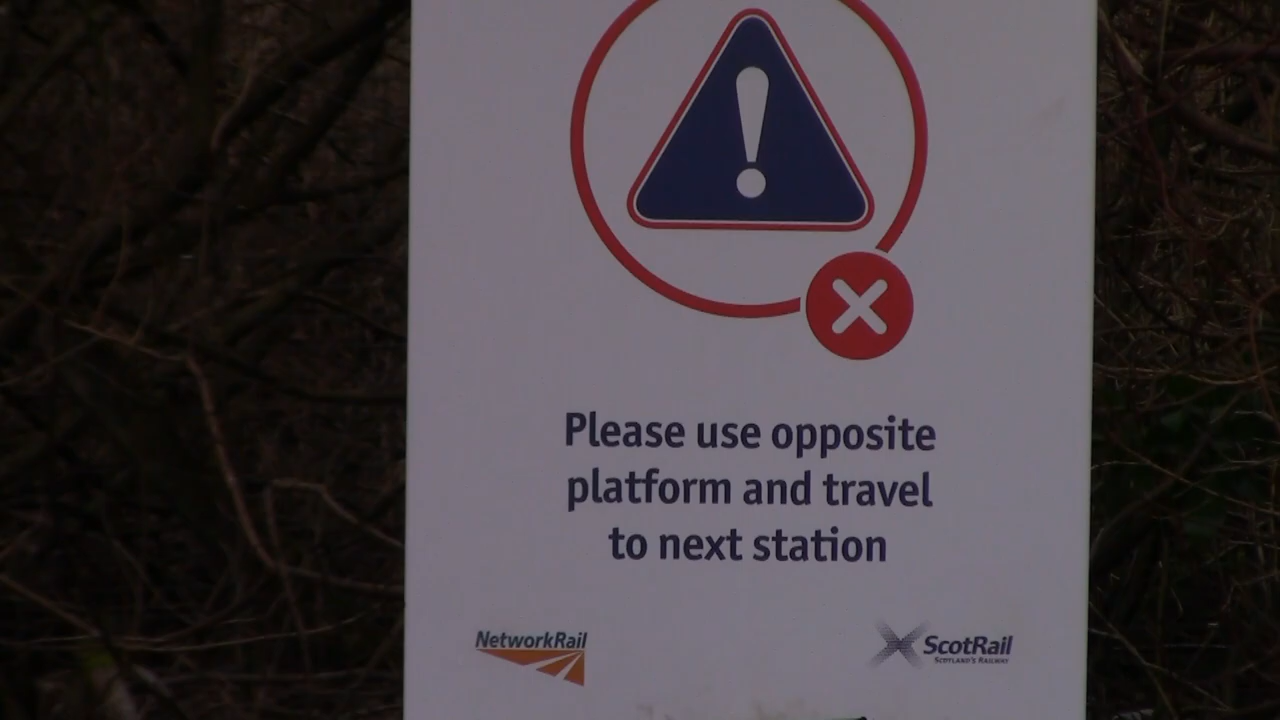 Please use opposite
platform and travel
to next station
NetworkRail
ScotRail
SCOTLAND'S RAILWAY